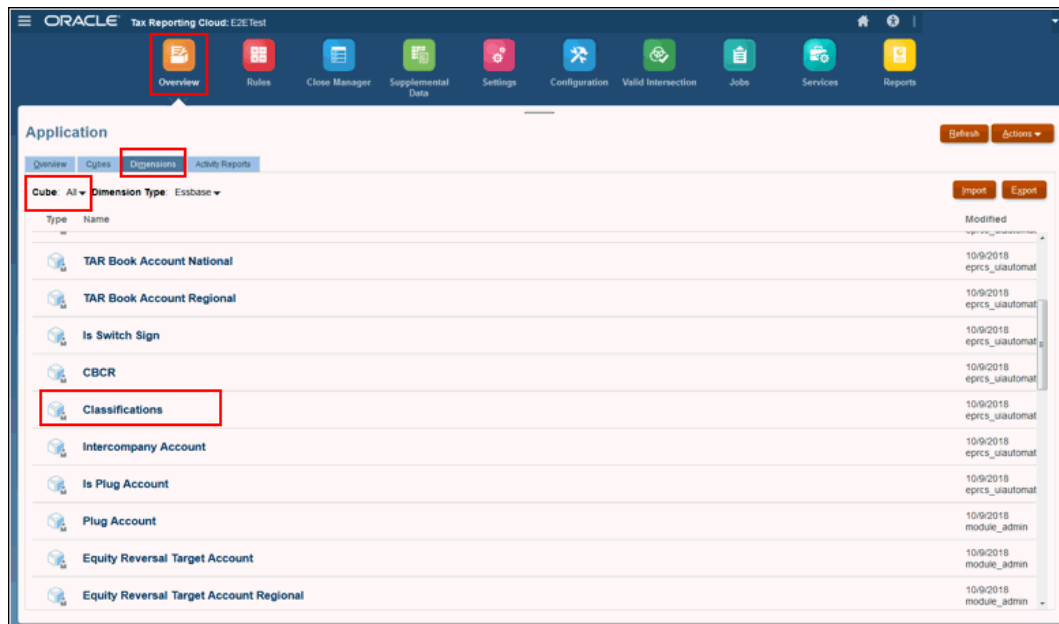 ORACLE Tax Reporting Cloud: E2ETest
Overview Rules Close Manager Supplemental Data Settings Configuration Valid Intersection Jobs Services Reports
Application
Refresh Actions
Overview Cubes Dimensions Activity Reports
Cube: All Dimension Type: Essbase
Import Export
Type Name Modified
TAR Book Account National 10/9/2018
eprcs_uiautomat
TAR Book Account Regional 10/9/2018
eprcs_uiautomat
Is Switch Sign 10/9/2018
eprcs_uiautomat
CBCR 10/9/2018
eprcs_uiautomat
Classifications 10/9/2018
eprcs_uiautomat
Intercompany Account 10/9/2018
eprcs_uiautomat
Is Plug Account 10/9/2018
eprcs_uiautomat
Plug Account 10/9/2018
module_admin
Equity Reversal Target Account 10/9/2018
module_admin
Equity Reversal Target Account Regional 10/9/2018
module_admin